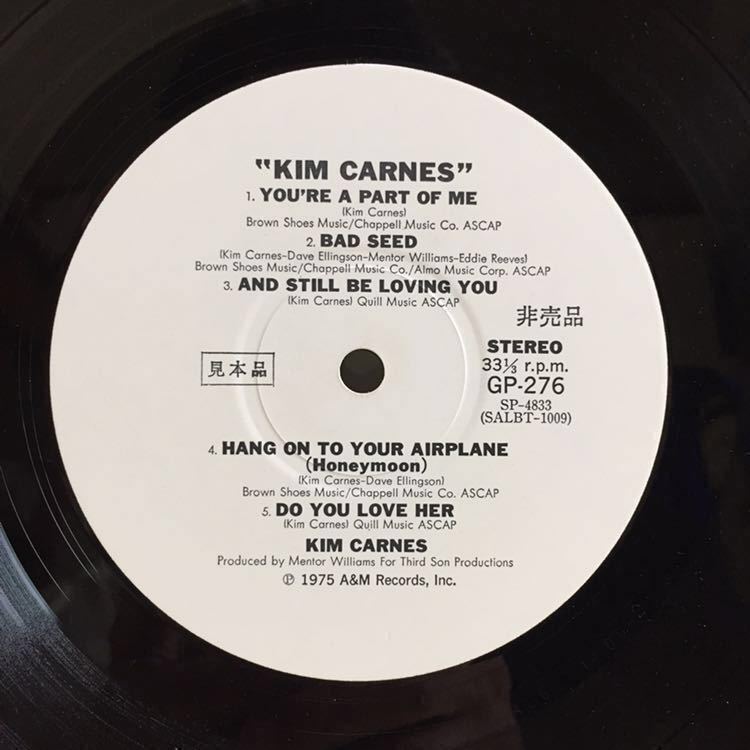 “KIM CARNES”
1. YOU'RE A PART OF ME
(Kim Carnes)
Brown Shoes Music/Chappell Music Co. ASCAP
2. BAD SEED
(Kim Carnes-Dave Ellingson-Mentor Williams-Eddie Reeves)
Brown Shoes Music/Chappell Music Co./Almo Music Corp. ASCAP
3. AND STILL BE LOVING YOU
(Kim Carnes) Quill Music ASCAP
非売品
見本品
STEREO
33⅓ r.p.m.
GP-276
SP-4833
(SALBT-1009)
4. HANG ON TO YOUR AIRPLANE
(Honeymoon)
(Kim Carnes-Dave Ellingson)
Brown Shoes Music/Chappell Music Co. ASCAP
5. DO YOU LOVE HER
(Kim Carnes) Quill Music ASCAP
KIM CARNES
Produced by Mentor Williams For Third Son Productions
℗ 1975 A&M Records, Inc.